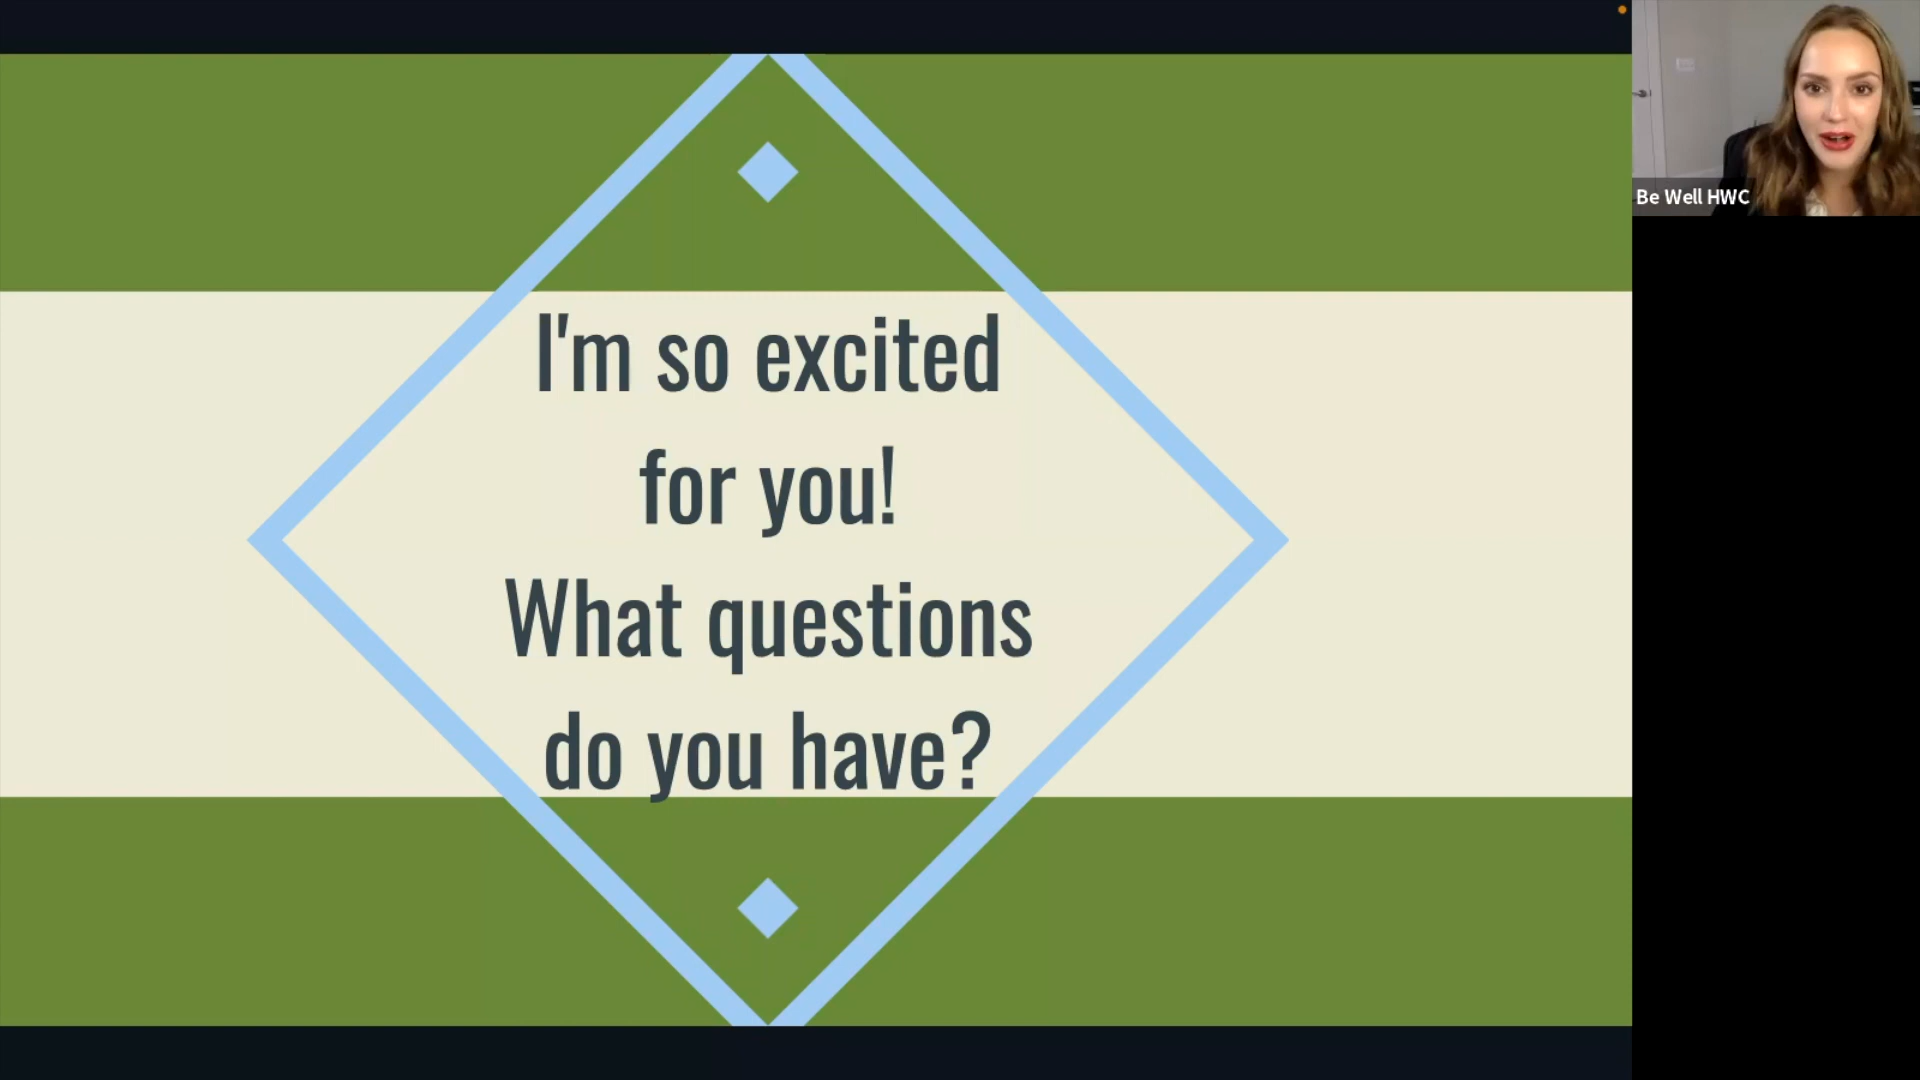 I'm so excited
for you!
What questions
do you have?
Be Well HWC